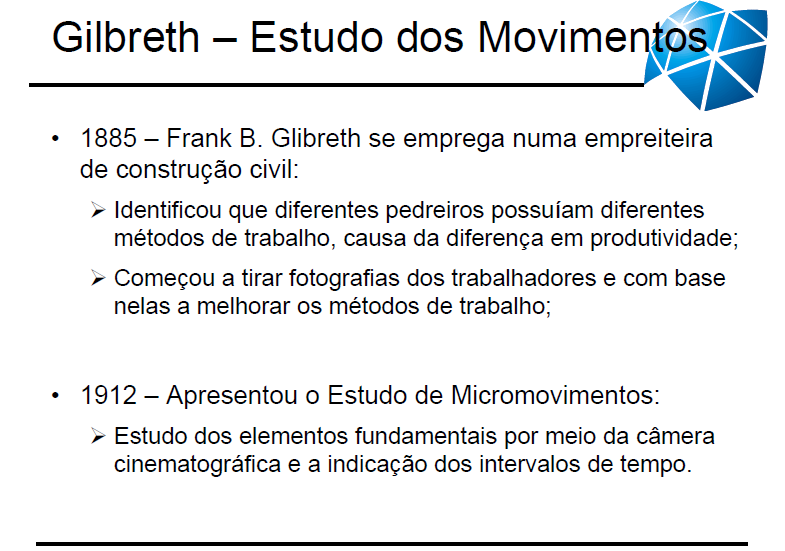 Gilbreth – Estudo dos Movimentos
• 1885 – Frank B. Glibreth se emprega numa empreiteira
de construção civil:
➢ Identificou que diferentes pedreiros possuíam diferentes
métodos de trabalho, causa da diferença em produtividade;
➢ Começou a tirar fotografias dos trabalhadores e com base
nelas a melhorar os métodos de trabalho;
• 1912 – Apresentou o Estudo de Micromovimentos:
➢ Estudo dos elementos fundamentais por meio da câmera
cinematográfica e a indicação dos intervalos de tempo.